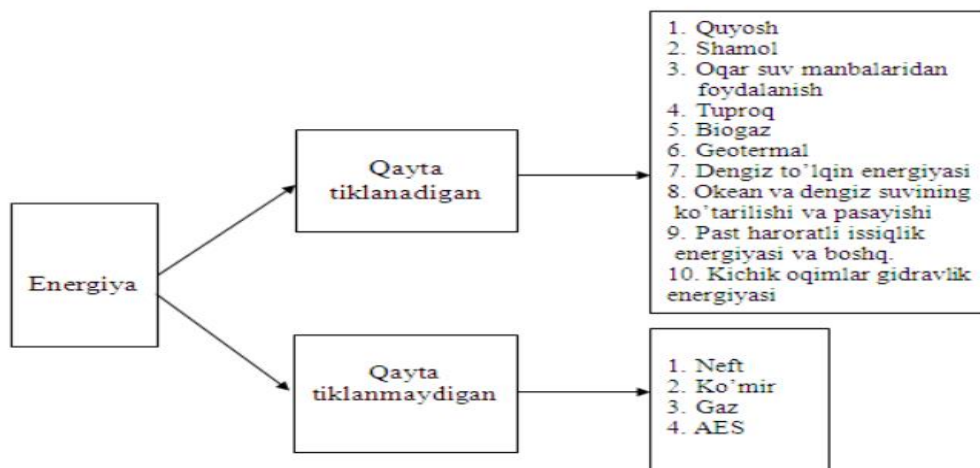 Energiya
Qayta
tiklanadigan
1. Quyosh
2. Shamol
3. Oqar suv manbalaridan
foydalanish
4. Tuproq
5. Biogaz
6. Geotermal
7. Dengiz to’lqin energiyasi
8. Okean va dengiz suvining
ko’tarilishi va pasayishi
9. Past haroratli issiqlik
energiyasi va boshq.
10. Kichik oqimlar gidravlik
energiyasi
Qayta
tiklanmaydigan
1. Neft
2. Ko’mir
3. Gaz
4. AES